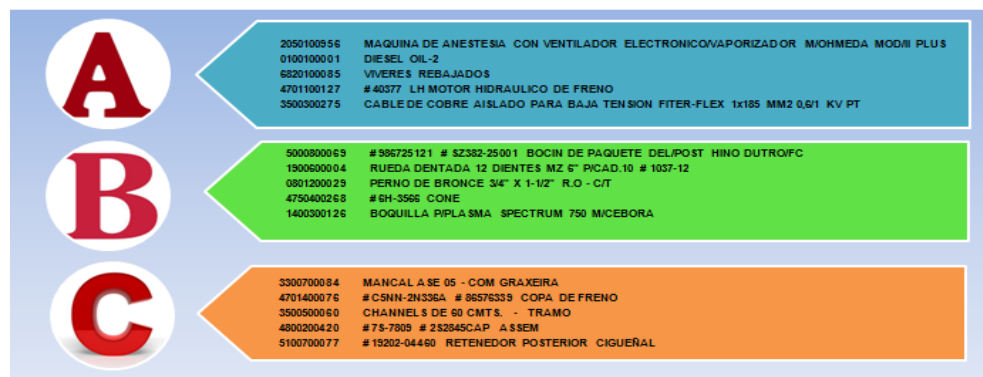 A
2050100956 MAQUINA DE ANESTESIA CON VENTILADOR ELECTRONICO/VAPORIZADOR M/OHMEDA MOD/II PLUS
0100100001 DIESEL OIL-2
6820100085 VIVERES REBAJADOS
4701100127 #40377 LH MOTOR HIDRAULICO DE FRENO
3500300275 CABLE DE COBRE AISLADO PARA BAJA TENSION FITER-FLEX 1x185 MM2 0,6/1 KV PT
B
5000800069 #986725121 # SZ382-25001 BOCIN DE PAQUETE DEL/POST HINO DUTRO/FC
1900600004 RUEDA DENTADA 12 DIENTES MZ 6" P/CAD.10 # 1037-12
0801200029 PERNO DE BRONCE 3/4" X 1-1/2" R.O - C/T
4750400268 #6H-3566 CONE
1400300126 BOQUILLA P/PLASMA SPECTRUM 750 M/CEBORA
C
3300700084 MANCAL ASE 05 - COM GRAXEIRA
4701400076 #C5NN-2N336A # 86576339 COPA DE FRENO
3500500060 CHANNELS DE 60 CMTS. - TRAMO
4800200420 #7S-7809 # 2S2845CAP ASSEM
5100700077 #19202-04460 RETENEDOR POSTERIOR CIGUEÑAL